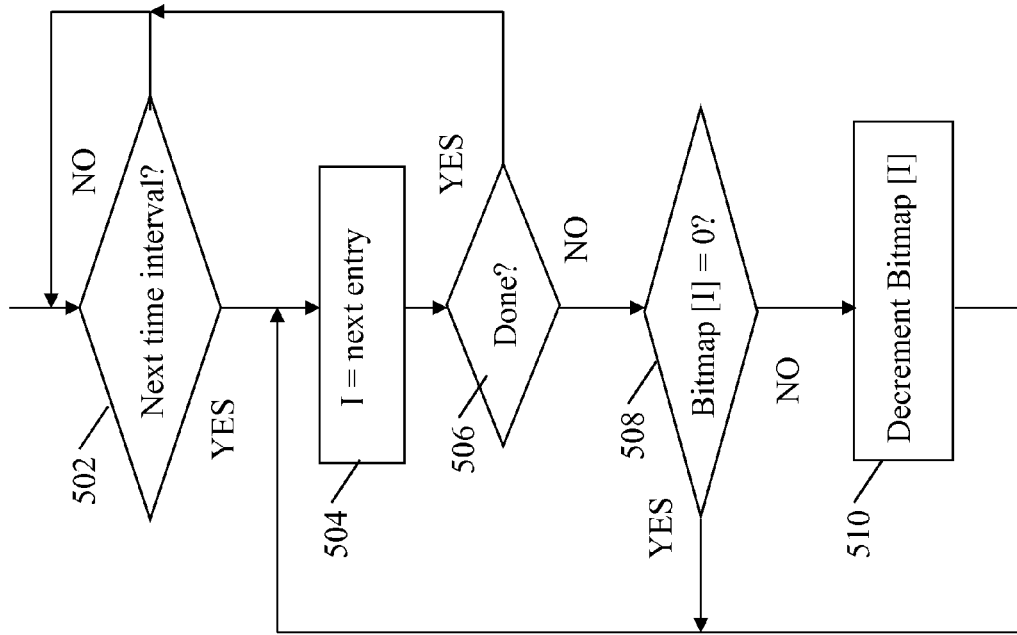 502
Next time interval?
NO
YES
504
I = next entry
506
Done?
YES
NO
508
Bitmap [I] = 0?
YES
NO
510
Decrement Bitmap [I]